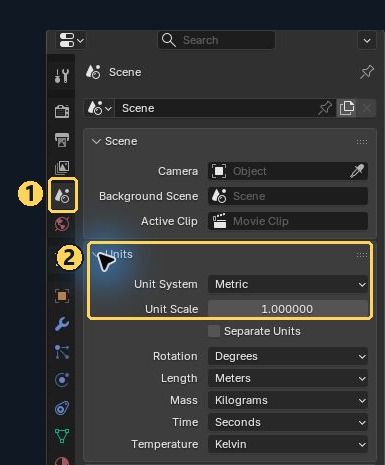 Search
Scene
Scene
Scene
Camera Object
1 Background Scene Scene
Active Clip Movie Clip
2 Units
Unit System Metric
Unit Scale 1.000000
Separate Units
Rotation Degrees
Length Meters
Mass Kilograms
Time Seconds
Temperature Kelvin